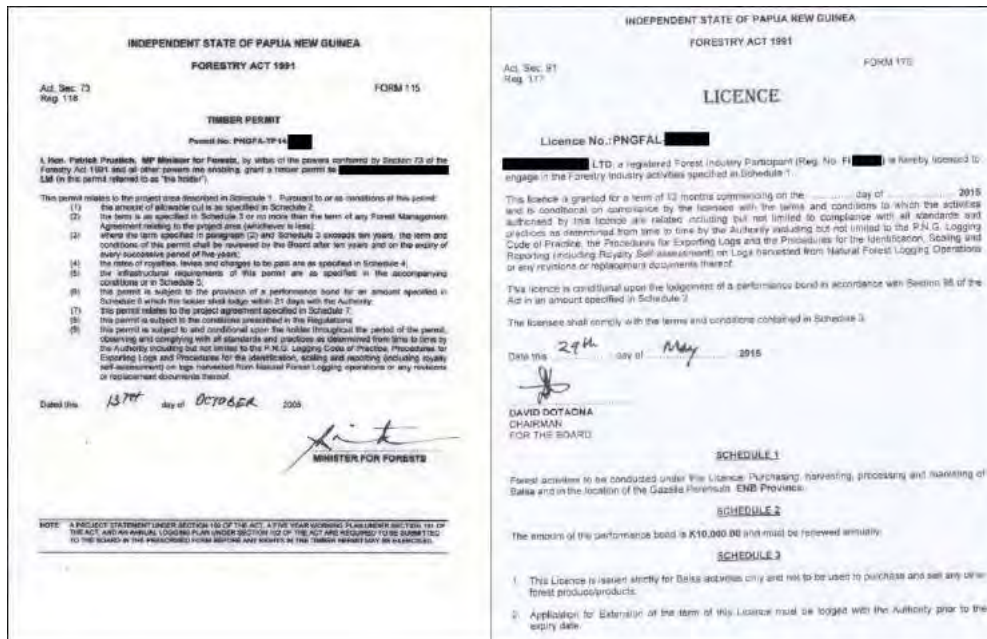 INDEPENDENT STATE OF PAPUA NEW GUINEA
FORESTRY ACT 1991
Act, Sec. 73 FORM 115
Reg. 118
TIMBER PERMIT
Permit No. PNGFA-TP14
I, Hon. Patrick Pruaitch, MP Minister for Forests, by virtue of the powers conferred by Section 73 of the
Forestry Act 1991 and all other powers me enabling, grant a timber permit to
Ltd (in this permit referred to as "the holder").
This permit relates to the project area described in Schedule 1. Pursuant to or as conditions of this permit:
(1) the amount of allowable cut is as specified in Schedule 2;
(2) the term is as specified in Schedule 3 or no more than the term of any Forest Management
Agreement relating to the project area (whichever is less);
(3) where the term specified in paragraph (2) and Schedule 3 exceeds ten years, the term and
conditions of this permit shall be reviewed by the Board after ten years and on the expiry of
every successive period of five years;
(4) the rates of royalties, levies and charges to be paid are as specified in Schedule 4;
(5) the infrastructural requirements of this permit are as specified in the accompanying
conditions or in Schedule 5;
(6) this permit is subject to the provision of a performance bond for an amount specified in
Schedule 6 which the holder shall lodge within 21 days with the Authority;
(7) this permit relates to the project agreement specified in Schedule 7;
(8) this permit is subject to the conditions prescribed in the Regulations;
(9) this permit is subject to and conditional upon the holder throughout the period of the permit,
observing and complying with all standards and practices as determined from time to time by
the Authority including but not limited to the P.N.G. Logging Code of Practice, Procedures for
Exporting Logs and Procedures for the identification, scaling and reporting (including royalty
self-assessment) on logs harvested from Natural Forest Logging operations or any revisions
or replacement documents thereof.
Dated this 13TH day of OCTOBER 2005
MINISTER FOR FORESTS
NOTE: A PROJECT STATEMENT UNDER SECTION 100 OF THE ACT, A FIVE YEAR WORKING PLAN UNDER SECTION 101 OF
THE ACT, AND AN ANNUAL LOGGING PLAN UNDER SECTION 102 OF THE ACT ARE REQUIRED TO BE SUBMITTED
TO THE BOARD IN THE PRESCRIBED FORM BEFORE ANY RIGHTS IN THE TIMBER PERMIT MAY BE EXERCISED.
INDEPENDENT STATE OF PAPUA NEW GUINEA
FORESTRY ACT 1991
Act, Sec. 91 FORM 175
Reg. 177
LICENCE
Licence No.: PNGFAL-
LTD, a registered Forest Industry Participant (Reg. No. FI ) is hereby licensed to
engage in the Forestry Industry activities specified in Schedule 1.
This licence is granted for a term of 12 months commencing on the day of 2015
and is conditional on compliance by the licensee with the terms and conditions to which the activities
authorised by this licence are related including but not limited to compliance with all standards and
practices as determined from time to time by the Authority including but not limited to the P.N.G. Logging
Code of Practice, the Procedures for Exporting Logs and the Procedures for the Identification, Scaling and
Reporting (including Royalty Self-assessment) on Logs harvested from Natural Forest Logging Operations
or any revisions or replacement documents thereof.
This licence is conditional upon the lodgement of a performance bond in accordance with Section 98 of the
Act in an amount specified in Schedule 2.
The licensee shall comply with the terms and conditions contained in Schedule 3.
Date this 29th day of May 2015
DAVID DOTAONA
CHAIRMAN
FOR THE BOARD
SCHEDULE 1
Forest activities to be conducted under this Licence: Purchasing, harvesting, processing and marketing of
Balsa and in the location of the Gazelle Peninsula, ENB Province.
SCHEDULE 2
The amount of the performance bond is K10,000.00 and must be renewed annually.
SCHEDULE 3
1. This Licence is issued strictly for Balsa activities only and not to be used to purchase and sell any other
forest product/products.
2. Application for Extension of the term of this Licence must be lodged with the Authority prior to the
expiry date.